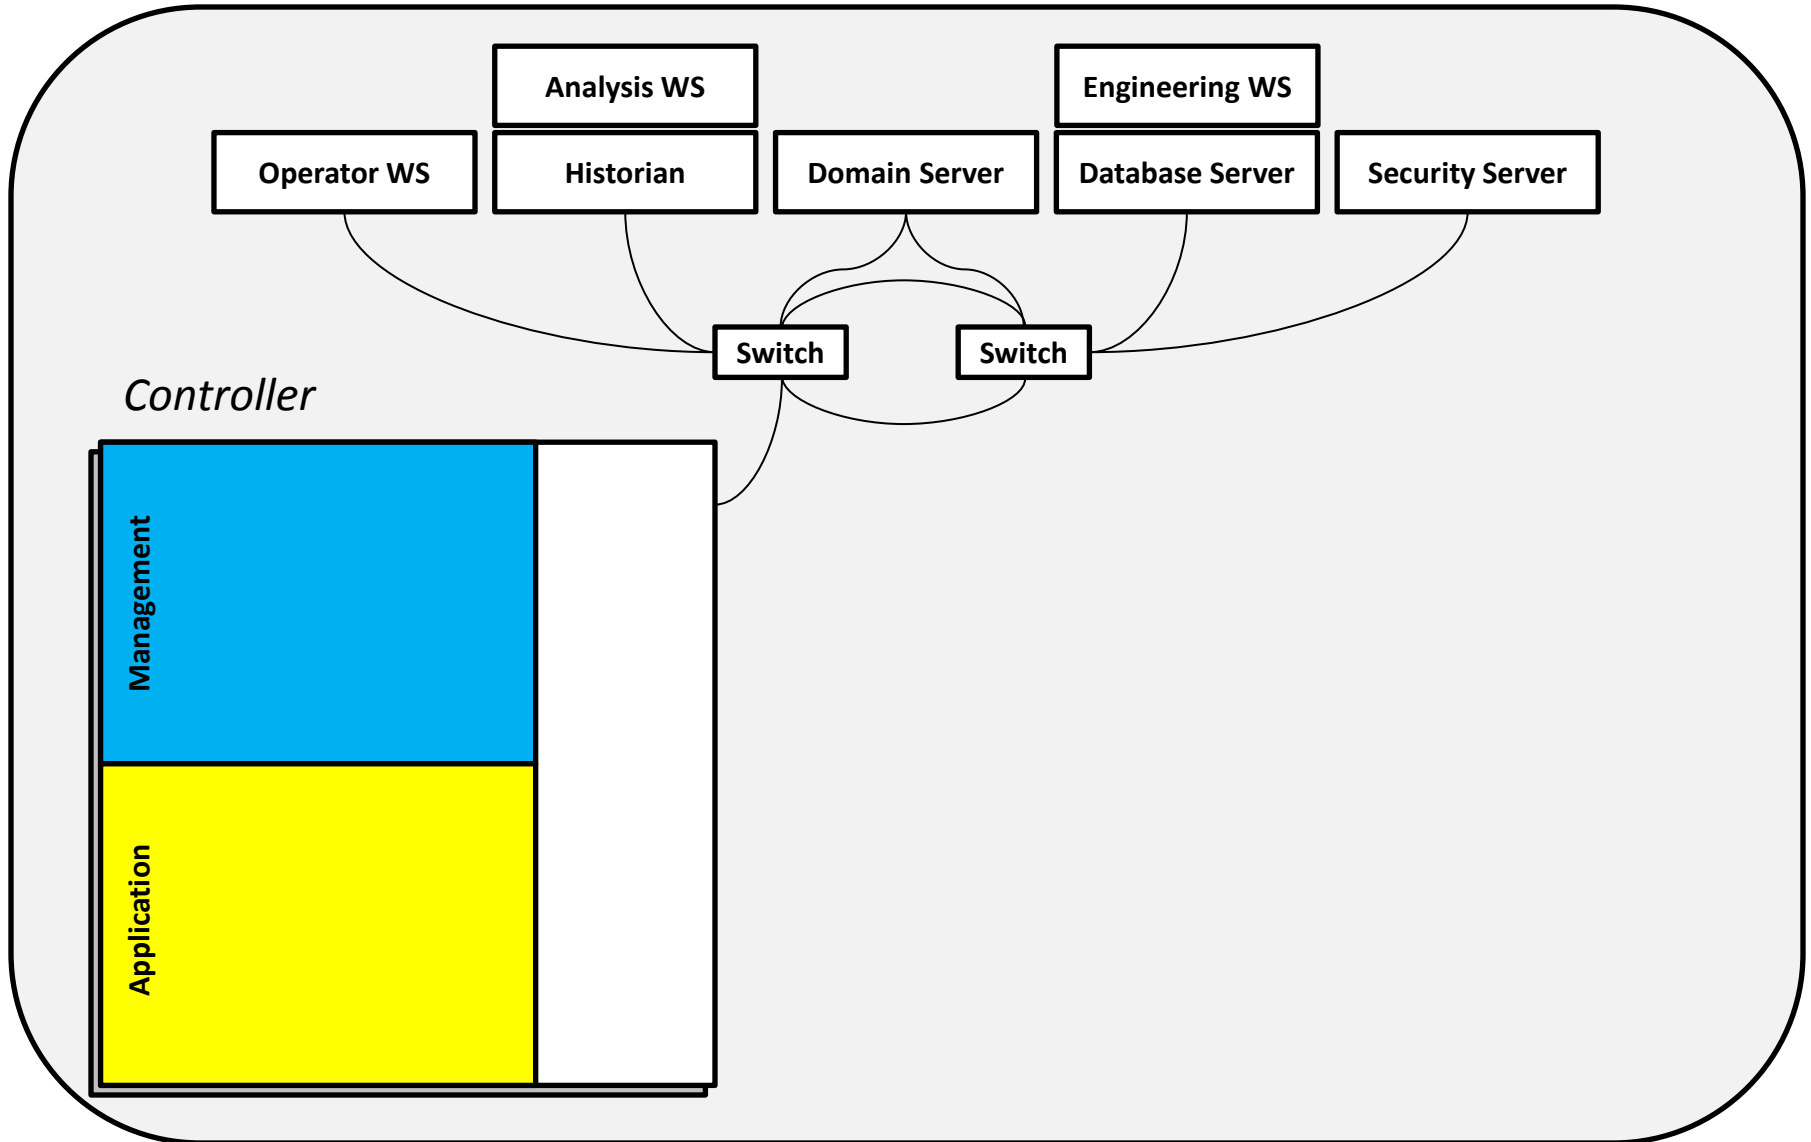 Analysis WS
Engineering WS
Operator WS
Historian
Domain Server
Database Server
Security Server
Switch
Switch
Controller
Management
Application